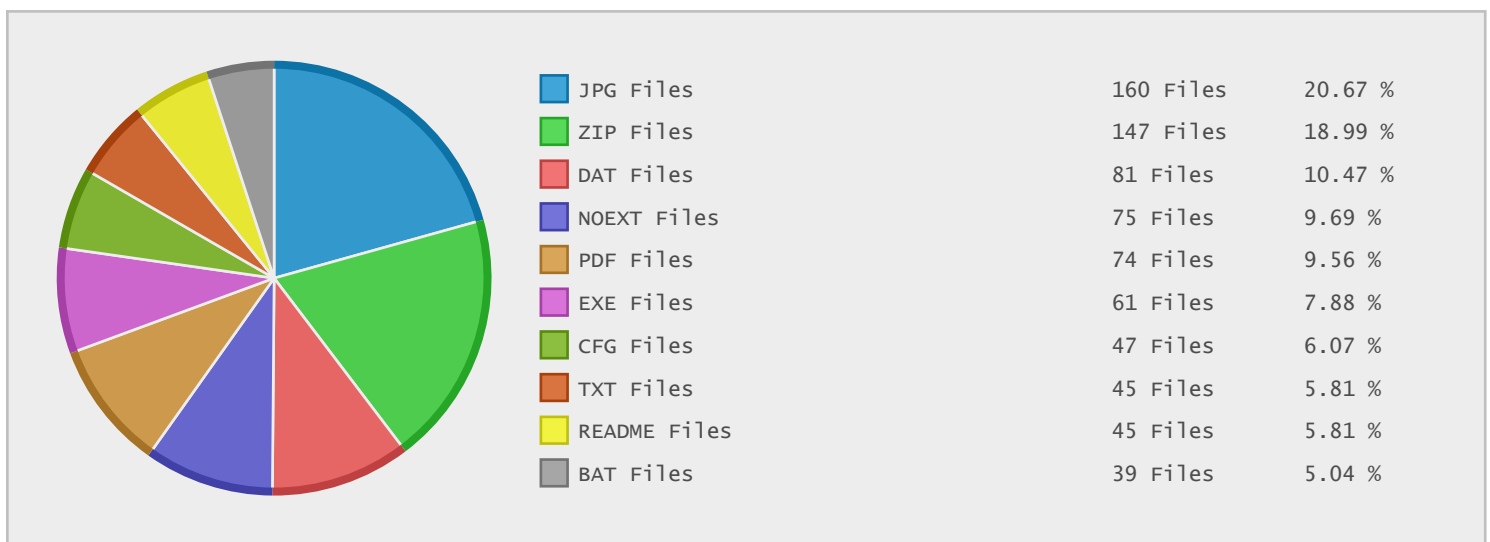 JPG Files 160 Files 20.67 %
ZIP Files 147 Files 18.99 %
DAT Files 81 Files 10.47 %
NOEXT Files 75 Files 9.69 %
PDF Files 74 Files 9.56 %
EXE Files 61 Files 7.88 %
CFG Files 47 Files 6.07 %
TXT Files 45 Files 5.81 %
README Files 45 Files 5.81 %
BAT Files 39 Files 5.04 %